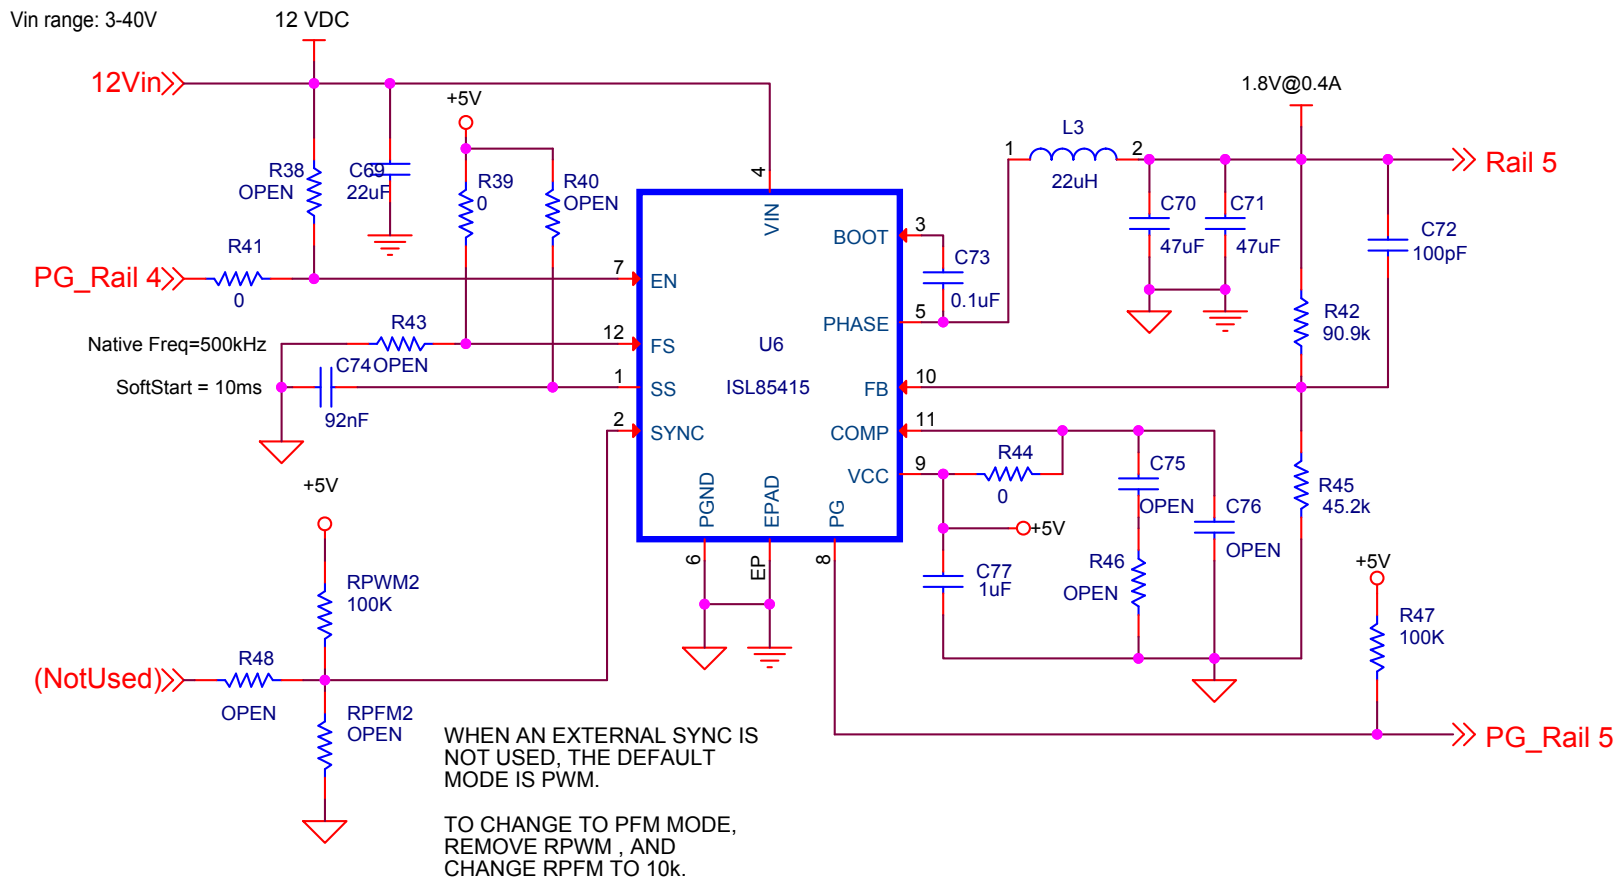 Vin range: 3-40V
12 VDC
12Vin
+5V
1.8V@0.4A
R38
OPEN
C69
22uF
R39
0
R40
OPEN
4
VIN
1
L3
2
22uH
Rail 5
C70
47uF
C71
47uF
C72
100pF
R41
PG_Rail 4
0
7
EN
BOOT
3
C73
0.1uF
PHASE
5
R42
90.9k
Native Freq=500kHz
R43
OPEN
12
FS
U6
SoftStart = 10ms
C74
92nF
1
SS
ISL85415
FB
10
2
SYNC
COMP
11
VCC
9
R44
0
C75
OPEN
C76
OPEN
R45
45.2k
+5V
PGND
EPAD
PG
6
EP
8
+5V
C77
1uF
R46
OPEN
+5V
R47
100K
RPWM2
100K
(NotUsed)
R48
OPEN
RPFM2
OPEN
PG_Rail 5
WHEN AN EXTERNAL SYNC IS
NOT USED, THE DEFAULT
MODE IS PWM.
TO CHANGE TO PFM MODE,
REMOVE RPWM , AND
CHANGE RPFM TO 10k.